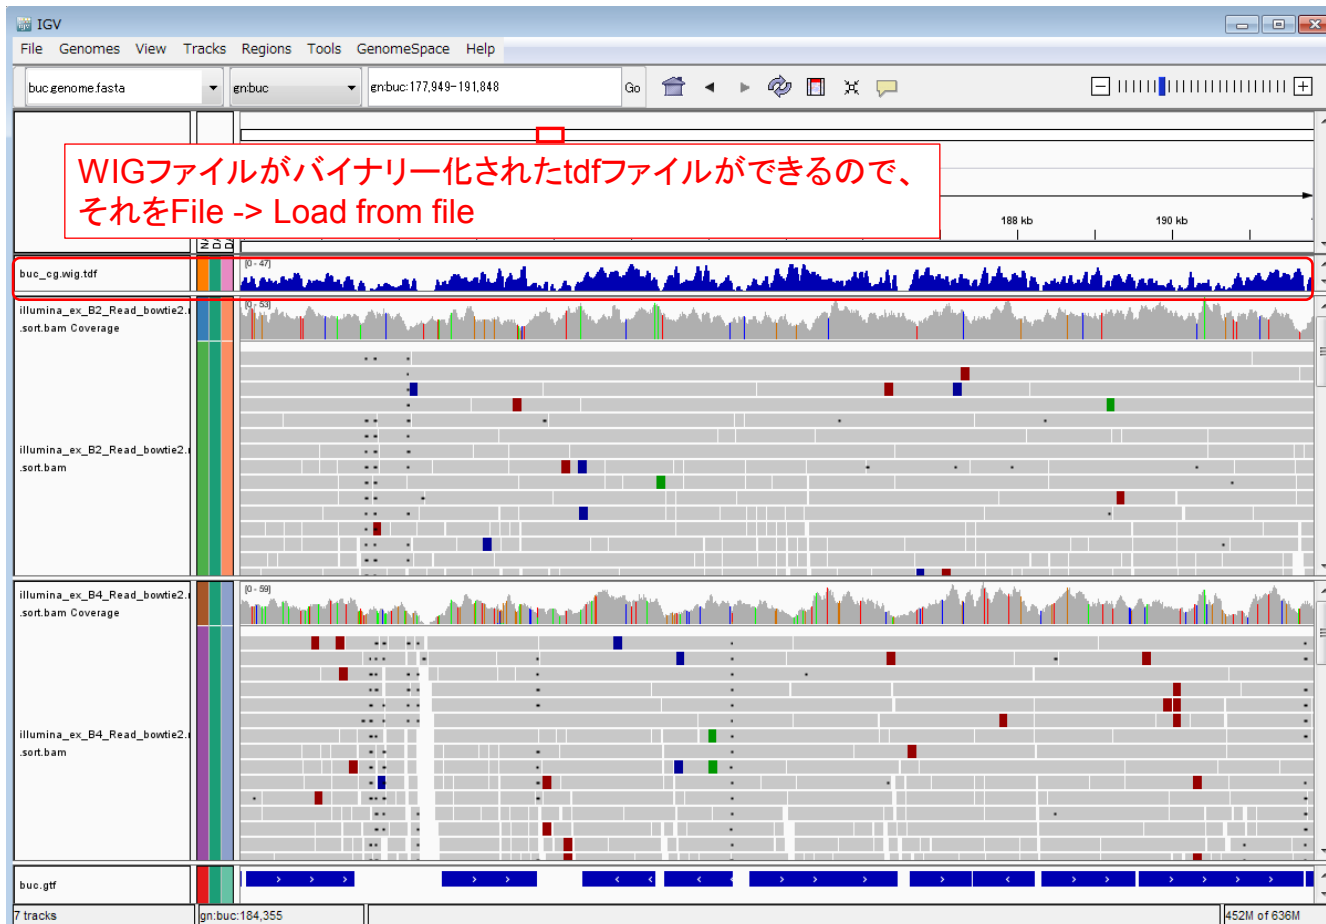 IGV
File Genomes View Tracks Regions Tools GenomeSpace Help
buc.genome.fasta gn:buc gn:buc:177,949-191,848 Go
WIGファイルがバイナリー化されたtdfファイルができるので、
それをFile -> Load from file
188 kb 190 kb
NA
DA
DA
buc_cg.wig.tdf
[0 - 47]
illumina_ex_B2_Read_bowtie2.
.sort.bam Coverage
[0 - 53]
illumina_ex_B2_Read_bowtie2.
.sort.bam
illumina_ex_B4_Read_bowtie2.
.sort.bam Coverage
[0 - 59]
illumina_ex_B4_Read_bowtie2.
.sort.bam
buc.gtf
7 tracks gn:buc:184,355 452M of 636M